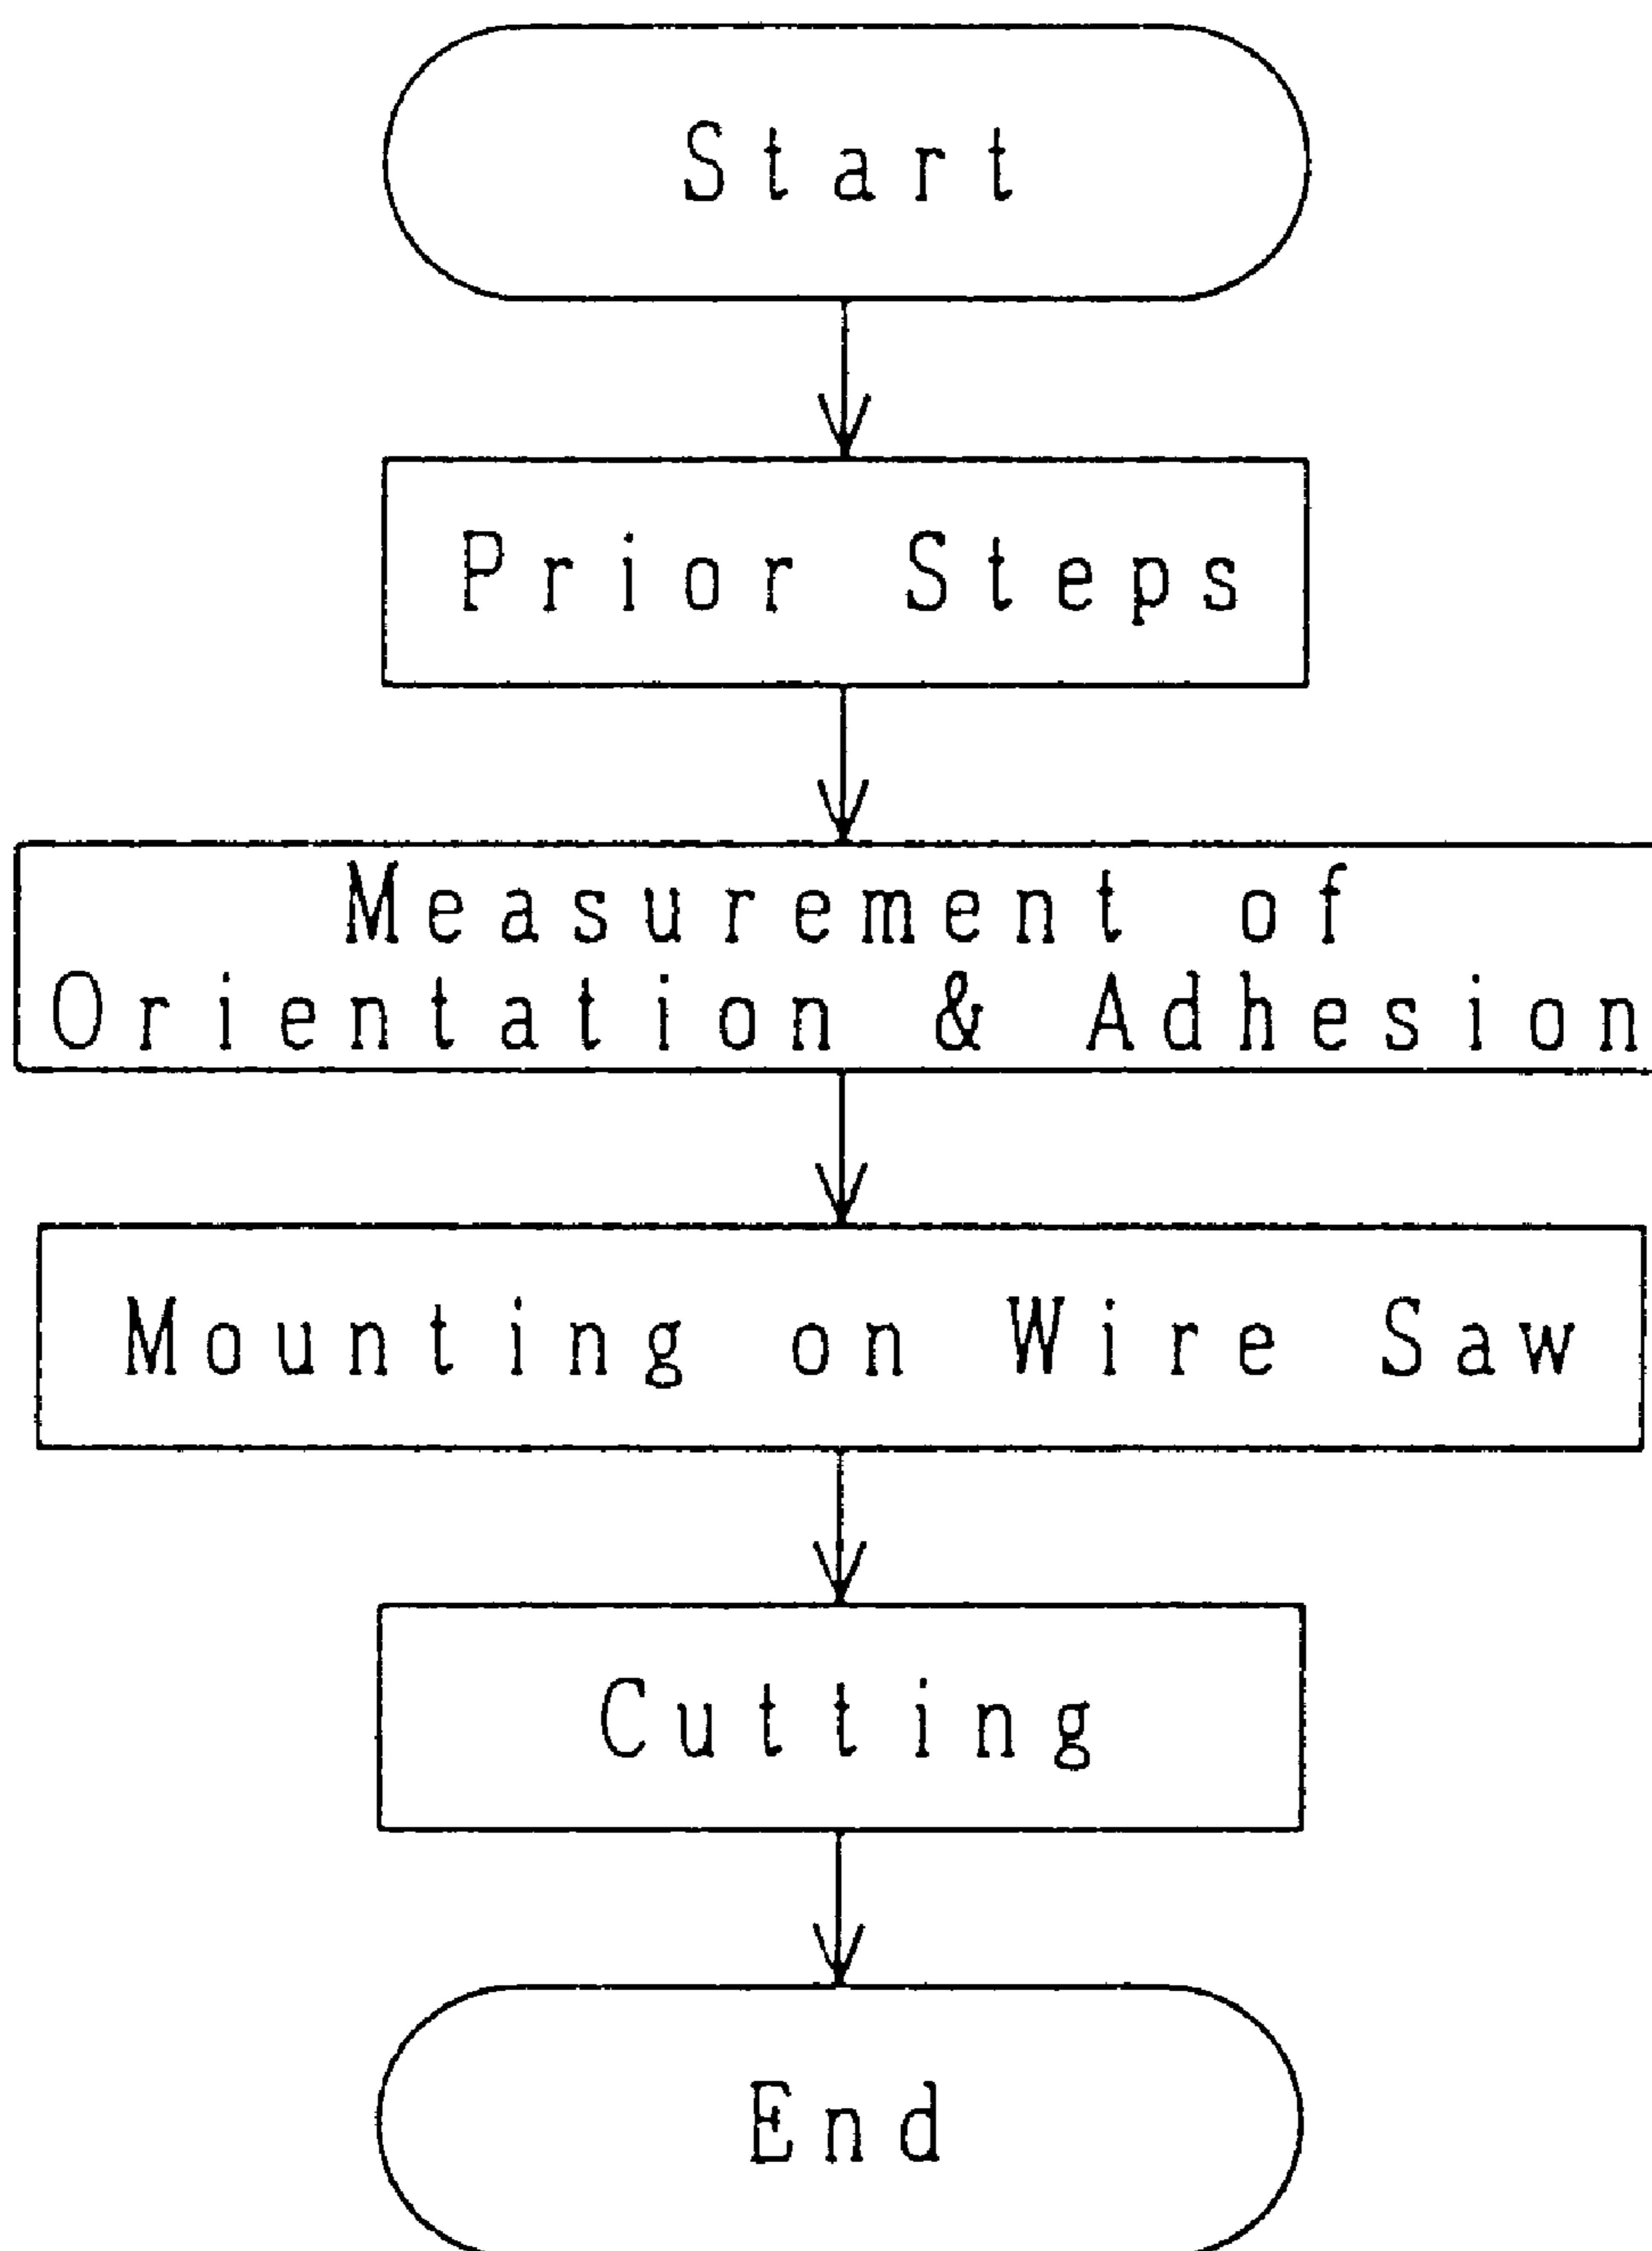 Start
Prior Steps
Measurement of
Orientation & Adhesion
Mounting on Wire Saw
Cutting
End